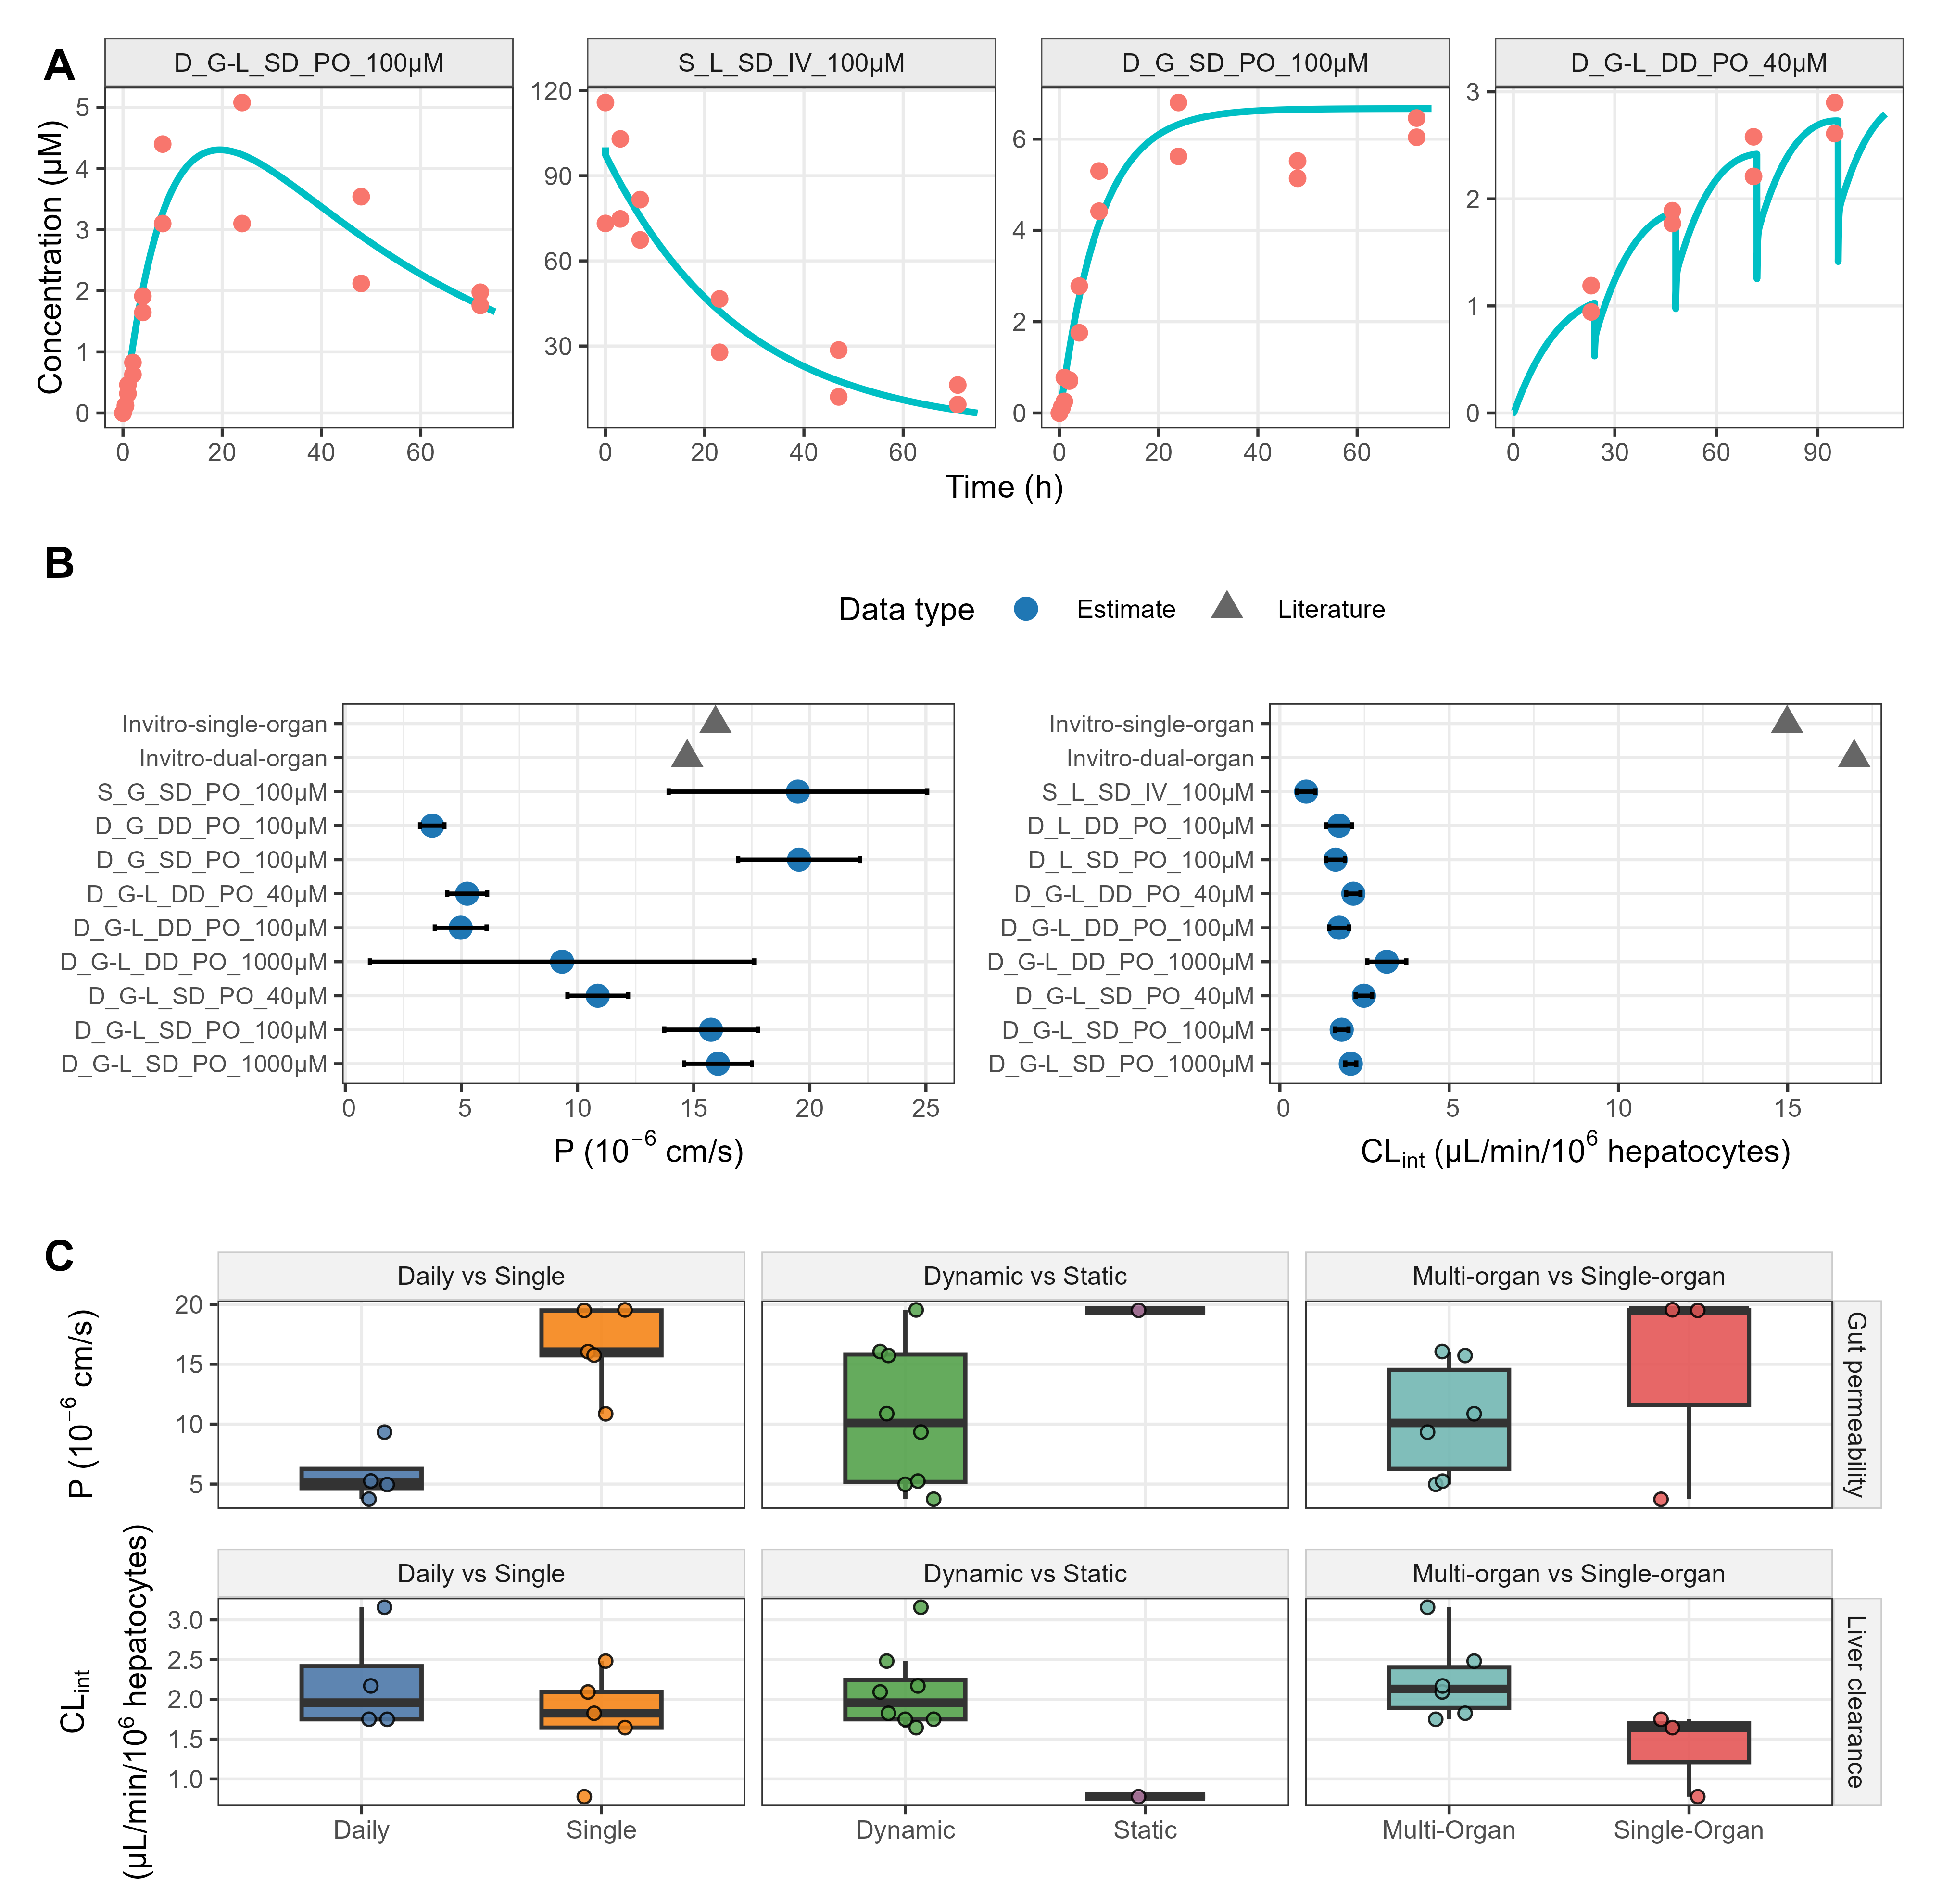 A
D_G-L_SD_PO_100µM
S_L_SD_IV_100µM
D_G_SD_PO_100µM
D_G-L_DD_PO_40µM
Concentration (µM)
5
4
3
2
1
0
120
90
60
30
6
4
2
0
3
2
1
0
0 20 40 60
0 20 40 60
0 20 40 60
0 30 60 90
Time (h)
B
Data type Estimate Literature
Invitro-single-organ
Invitro-dual-organ
S_G_SD_PO_100µM
D_G_DD_PO_100µM
D_G_SD_PO_100µM
D_G-L_DD_PO_40µM
D_G-L_DD_PO_100µM
D_G-L_DD_PO_1000µM
D_G-L_SD_PO_40µM
D_G-L_SD_PO_100µM
D_G-L_SD_PO_1000µM
0 5 10 15 20 25
P (10⁻⁶ cm/s)
Invitro-single-organ
Invitro-dual-organ
S_L_SD_IV_100µM
D_L_DD_PO_100µM
D_L_SD_PO_100µM
D_G-L_DD_PO_40µM
D_G-L_DD_PO_100µM
D_G-L_DD_PO_1000µM
D_G-L_SD_PO_40µM
D_G-L_SD_PO_100µM
D_G-L_SD_PO_1000µM
0 5 10 15
CLint (µL/min/10⁶ hepatocytes)
C
Daily vs Single
Dynamic vs Static
Multi-organ vs Single-organ
P (10⁻⁶ cm/s)
20
15
10
5
Gut permeability
Daily vs Single
Dynamic vs Static
Multi-organ vs Single-organ
CLint
(µL/min/10⁶ hepatocytes)
3.0
2.5
2.0
1.5
1.0
Liver clearance
Daily Single
Dynamic Static
Multi-Organ Single-Organ